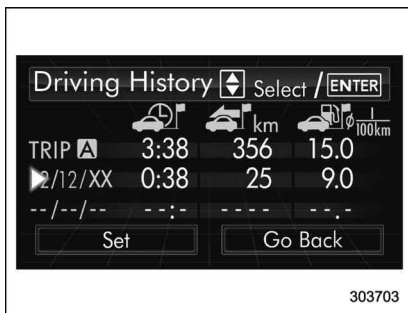 Driving History Select / ENTER
km ϕ l/100km
TRIP A 3:38 356 15.0
2/12/XX 0:38 25 9.0
--/--/-- --:- ---- --.-
Set Go Back
303703